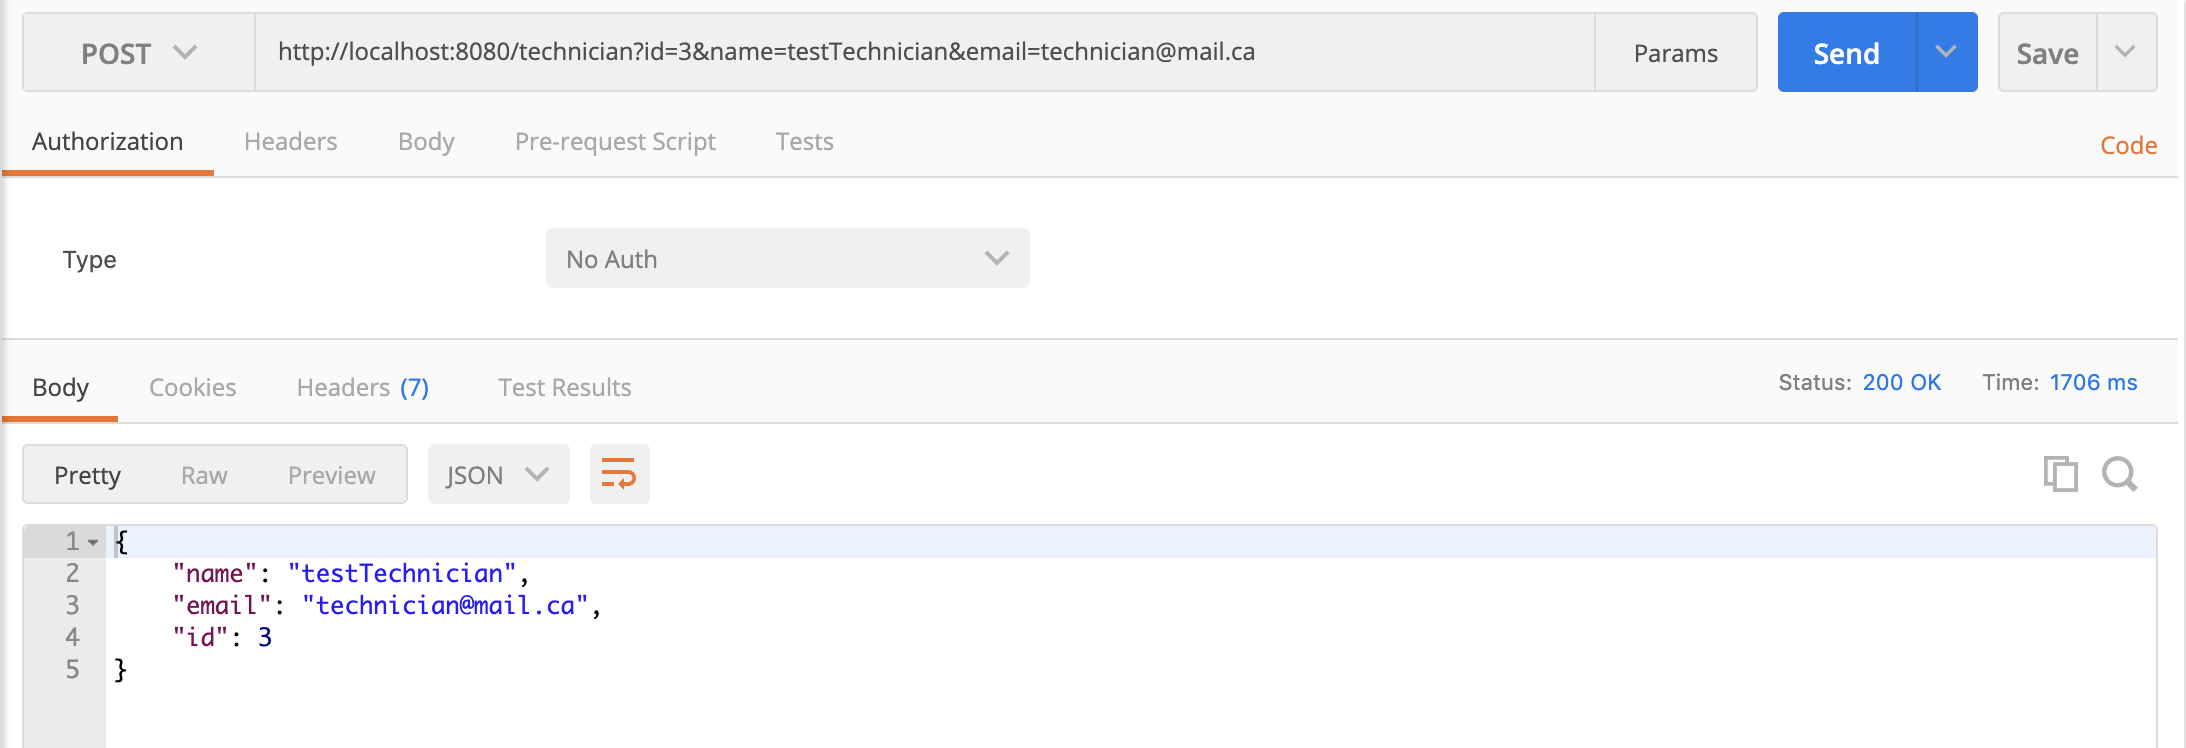 POST http://localhost:8080/technician?id=3&name=testTechnician&email=technician@mail.ca Params Send Save
Authorization Headers Body Pre-request Script Tests Code
Type No Auth
Body Cookies Headers (7) Test Results Status: 200 OK Time: 1706 ms
Pretty Raw Preview JSON
1 {
2 "name": "testTechnician",
3 "email": "technician@mail.ca",
4 "id": 3
5 }